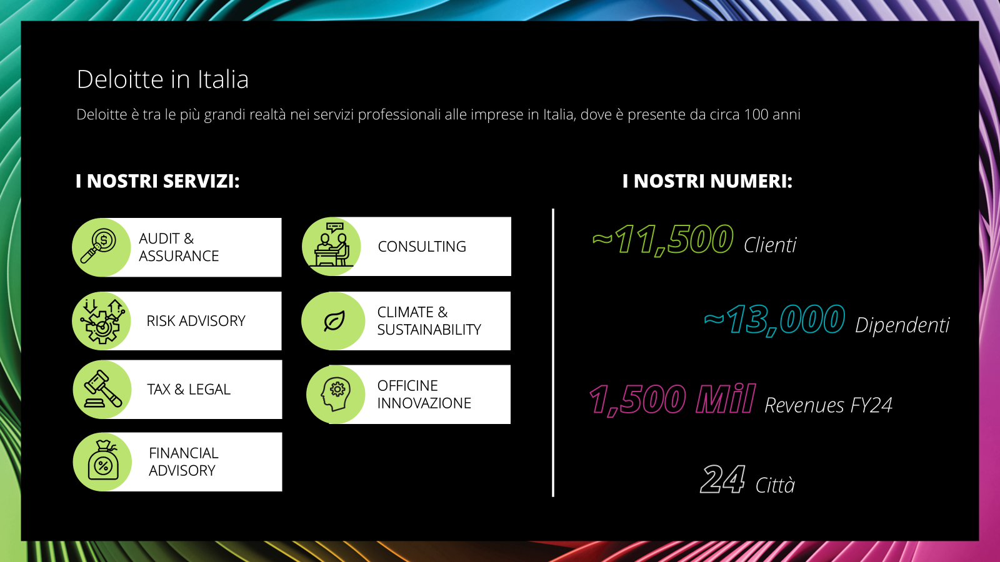 Deloitte in Italia
Deloitte è tra le più grandi realtà nei servizi professionali alle imprese in Italia, dove è presente da circa 100 anni
I NOSTRI SERVIZI:
AUDIT &
ASSURANCE
RISK ADVISORY
TAX & LEGAL
FINANCIAL
ADVISORY
CONSULTING
CLIMATE &
SUSTAINABILITY
OFFICINE
INNOVAZIONE
I NOSTRI NUMERI:
~11,500 Clienti
~13,000 Dipendenti
1,500 Mil Revenues FY24
24 Città